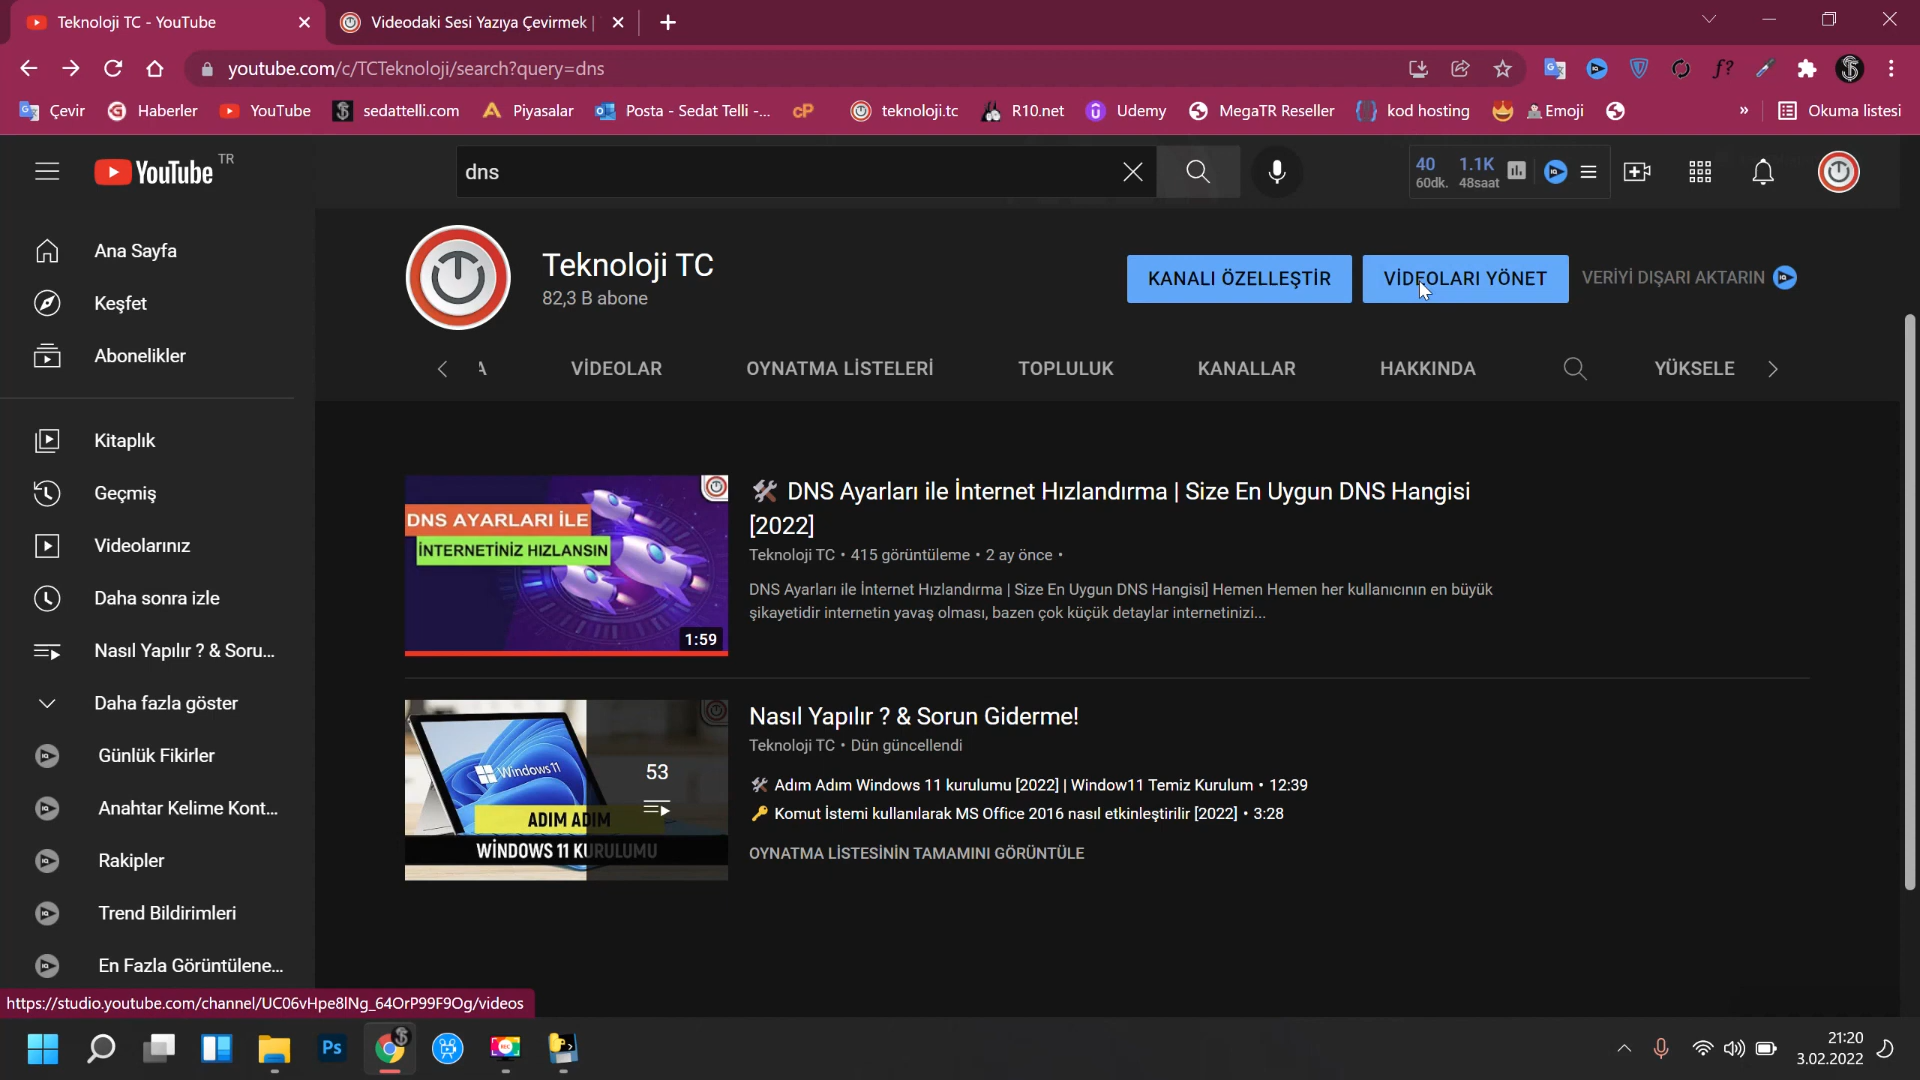 Teknoloji TC - YouTube
Videodaki Sesi Yazıya Çevirmek |
youtube.com/c/TCTeknoloji/search?query=dns
Çevir
Haberler
YouTube
sedattelli.com
Piyasalar
Posta - Sedat Telli -...
cP
teknoloji.tc
R10.net
Udemy
MegaTR Reseller
kod hosting
Emoji
»
Okuma listesi
YouTube TR
dns
40 1.1K
60dk. 48saat
Ana Sayfa
Keşfet
Abonelikler
Kitaplık
Geçmiş
Videolarınız
Daha sonra izle
Nasıl Yapılır ? & Soru...
Daha fazla göster
Günlük Fikirler
Anahtar Kelime Kont...
Rakipler
Trend Bildirimleri
En Fazla Görüntülene...
Teknoloji TC
82,3 B abone
KANALI ÖZELLEŞTİR
VİDEOLARI YÖNET
VERİYİ DIŞARI AKTARIN
A
VİDEOLAR
OYNATMA LİSTELERİ
TOPLULUK
KANALLAR
HAKKINDA
YÜKSELE
DNS AYARLARI İLE
İNTERNETİNİZ HIZLANSIN
1:59
🛠 DNS Ayarları ile İnternet Hızlandırma | Size En Uygun DNS Hangisi
[2022]
Teknoloji TC • 415 görüntüleme • 2 ay önce •
DNS Ayarları ile İnternet Hızlandırma | Size En Uygun DNS Hangisi] Hemen Hemen her kullanıcının en büyük
şikayetidir internetin yavaş olması, bazen çok küçük detaylar internetinizi...
Windows 11
53
ADIM ADIM
WİNDOWS 11 KURULUMU
Nasıl Yapılır ? & Sorun Giderme!
Teknoloji TC • Dün güncellendi
🛠 Adım Adım Windows 11 kurulumu [2022] | Window11 Temiz Kurulum • 12:39
🔑 Komut İstemi kullanılarak MS Office 2016 nasıl etkinleştirilir [2022] • 3:28
OYNATMA LİSTESİNİN TAMAMINI GÖRÜNTÜLE
https://studio.youtube.com/channel/UC06vHpe8lNg_64OrP99F9Og/videos
Ps
21:20
3.02.2022